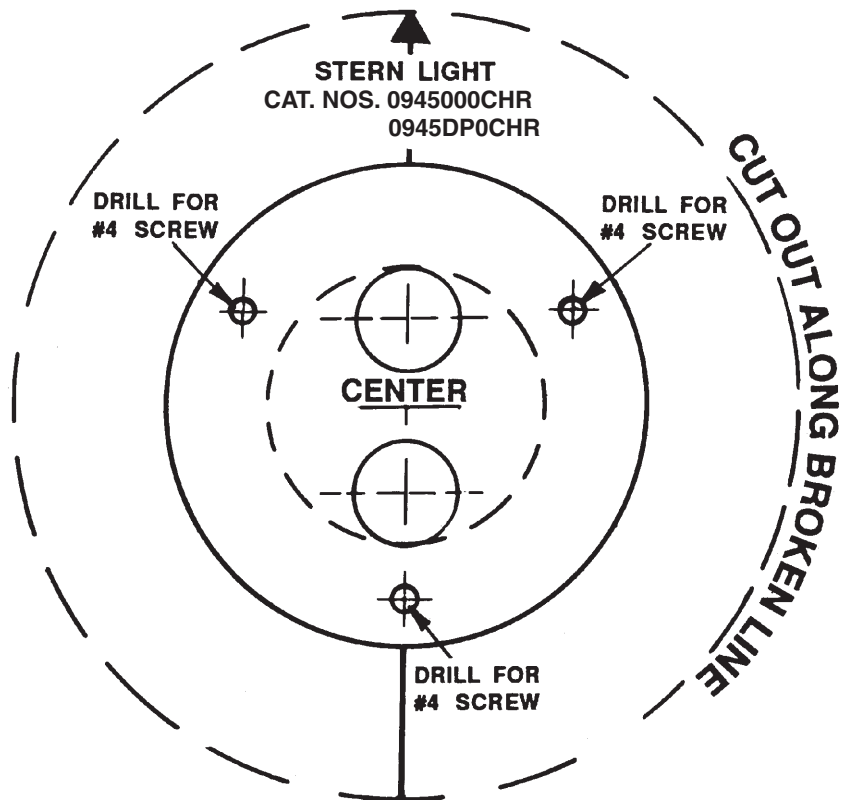 STERN LIGHT
CAT. NOS. 0945000CHR
0945DP0CHR
DRILL FOR
#4 SCREW
DRILL FOR
#4 SCREW
CUT OUT ALONG BROKEN LINE
CENTER
DRILL FOR
#4 SCREW